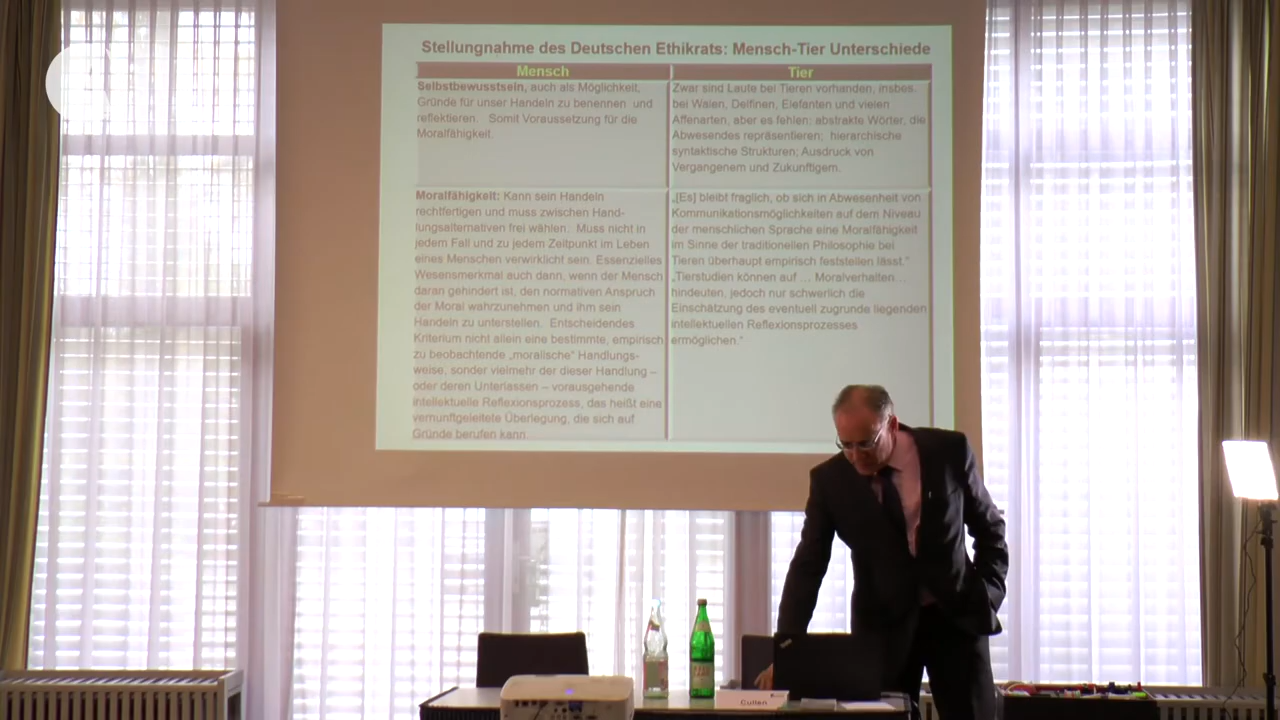 Stellungnahme des Deutschen Ethikrats: Mensch-Tier Unterschiede
Mensch
Tier
Selbstbewusstsein, auch als Möglichkeit,
Gründe für unser Handeln zu benennen und
reflektieren. Somit Voraussetzung für die
Moralfähigkeit.
Zwar sind Laute bei Tieren vorhanden, insbes.
bei Walen, Delfinen, Elefanten und vielen
Affenarten, aber es fehlen: abstrakte Wörter, die
Abwesendes repräsentieren; hierarchische
syntaktische Strukturen; Ausdruck von
Vergangenem und Zukunftigem.
Moralfähigkeit: Kann sein Handeln
rechtfertigen und muss zwischen Hand-
lungsalternativen frei wählen: Muss nicht in
jedem Fall und zu jedem Zeitpunkt im Leben
eines Menschen verwirklicht sein. Essenzielles
Wesensmerkmal auch dann, wenn der Mensch
daran gehindert ist, den normativen Anspruch
der Moral wahrzunehmen und ihm sein
Handeln zu unterstellen. Entscheidendes
Kriterium nicht allein eine bestimmte, empirisch
zu beobachtende „moralische“ Handlungs-
weise, sonder vielmehr der dieser Handlung –
oder deren Unterlassen – vorausgehende
intellektuelle Reflexionsprozess, das heißt eine
vernunftgeleitete Überlegung, die sich auf
Gründe berufen kann.
„[Es] bleibt fraglich, ob sich in Abwesenheit von
Kommunikationsmöglichkeiten auf dem Niveau
der menschlichen Sprache eine Moralfähigkeit
im Sinne der traditionellen Philosophie bei
Tieren überhaupt empirisch feststellen lässt.“
„Tierstudien können auf … Moralverhalten…
hindeuten, jedoch nur schwerlich die
Einschätzung des eventuell zugrunde liegenden
intellektuellen Reflexionsprozesses
ermöglichen.“
Cullen